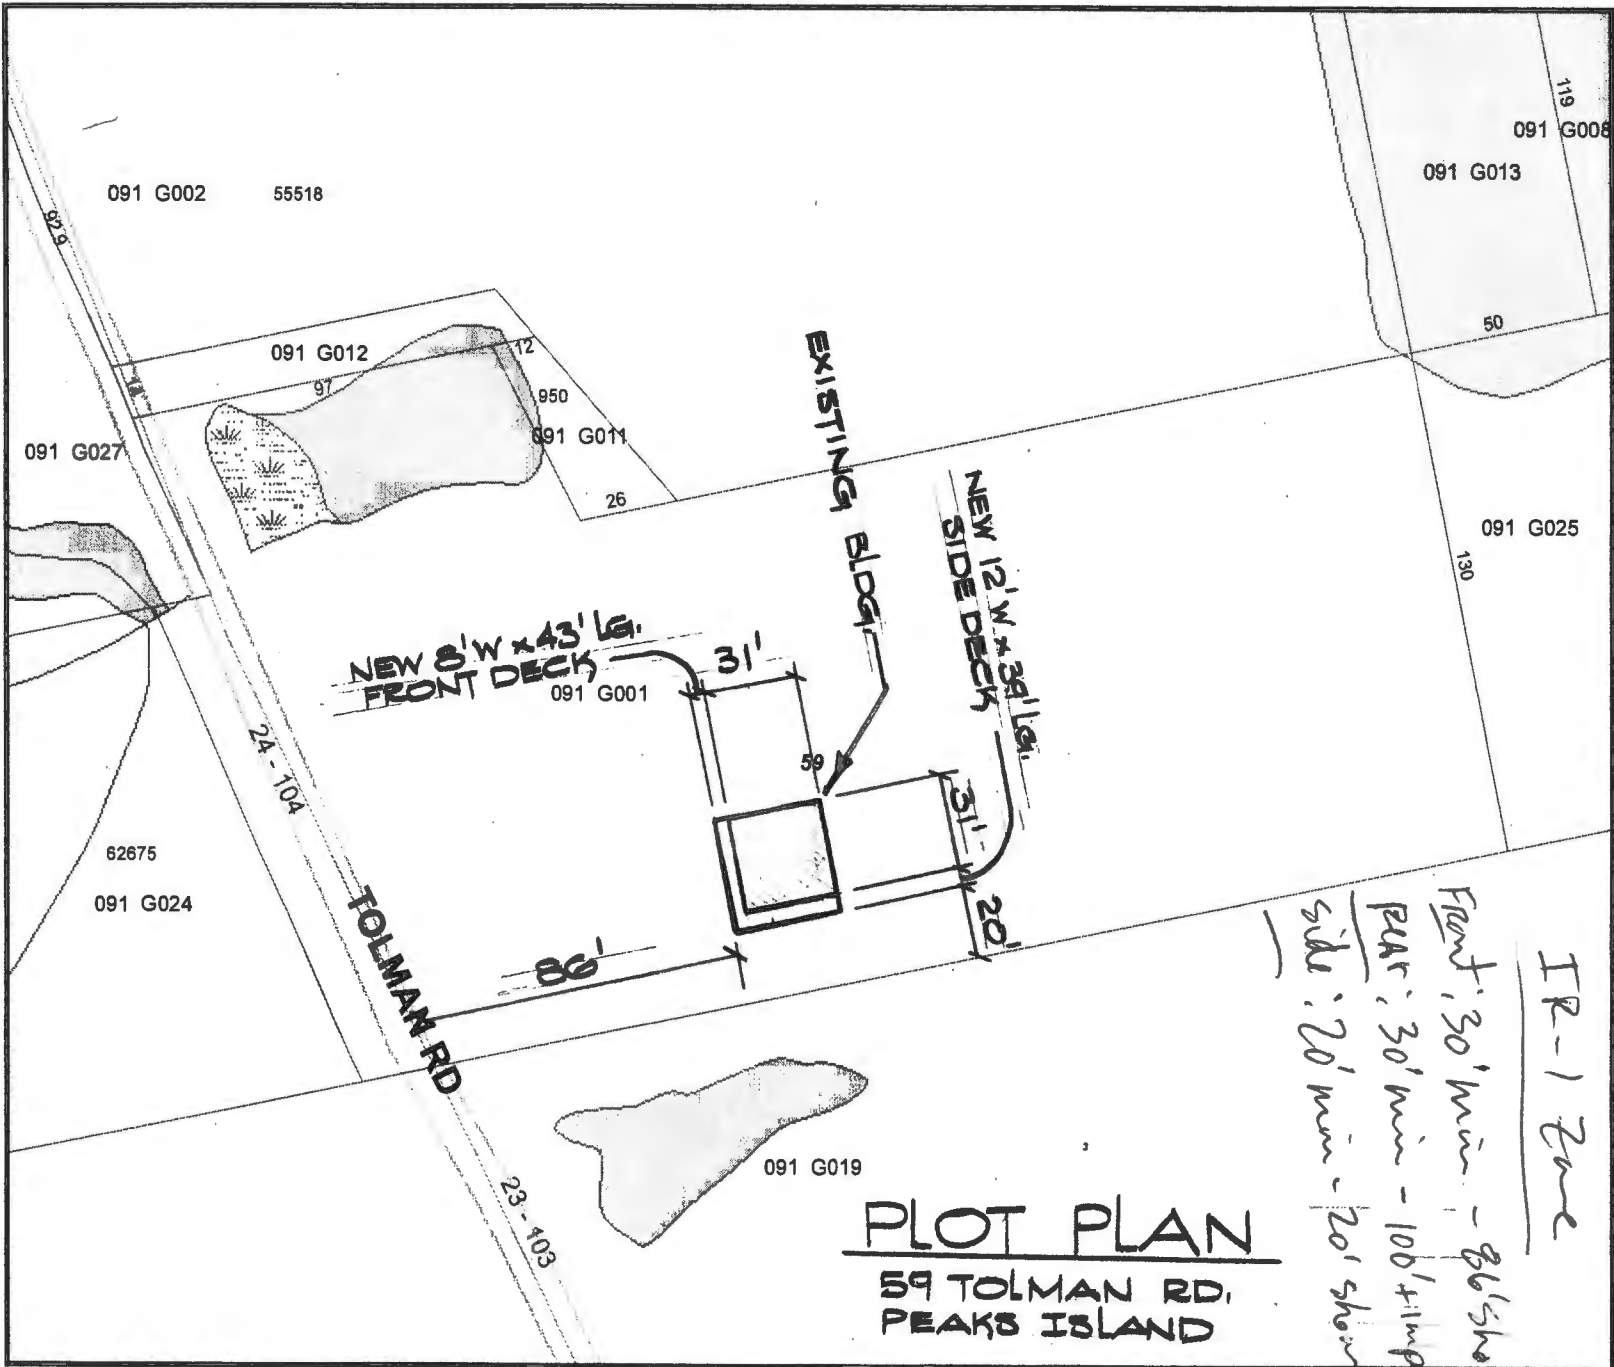 119
091 G008
091 G013
091 G002
55518
92.9
50
091 G012
12
97
950
091 G027
091 G011
26
EXISTING BLDG.
NEW 12' W x 39' LG.
SIDE DECK
091 G025
130
NEW 8' W x 43' LG.
FRONT DECK
31'
091 G001
59
24 - 104
31'
62675
091 G024
TOLMAN RD
86'
20'
IR-1 Zone
Front: 30' min - 86' sho
Rear: 30' min - 100'+
side: 20' min - 20' show
23 - 103
091 G019
PLOT PLAN
59 TOLMAN RD.
PEAKS ISLAND